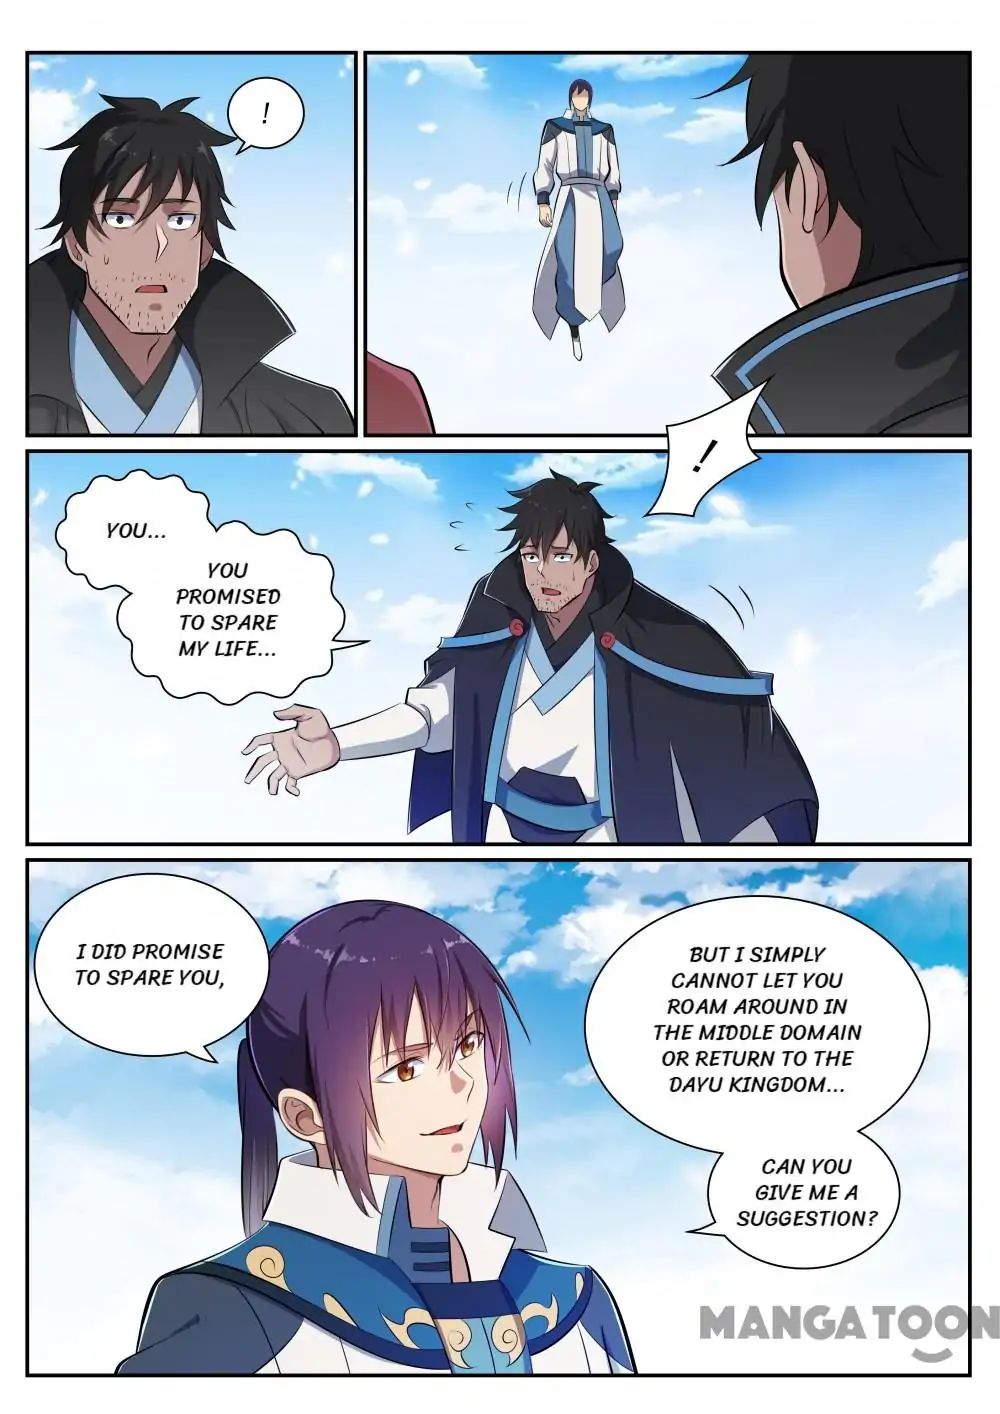 !
!
YOU...
YOU
PROMISED
TO SPARE
MY LIFE...
I DID PROMISE
TO SPARE YOU,
BUT I SIMPLY
CANNOT LET YOU
ROAM AROUND IN
THE MIDDLE DOMAIN
OR RETURN TO THE
DAYU KINGDOM...
CAN YOU
GIVE ME A
SUGGESTION?
MANGATOON